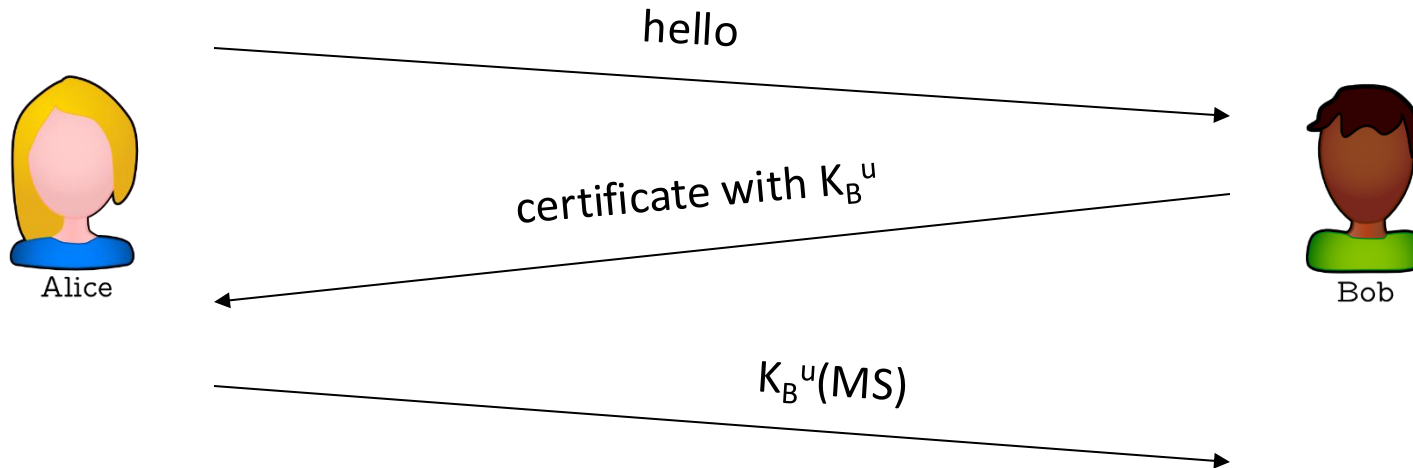 hello
certificate with K_B^u
Alice
Bob
K_B^u(MS)